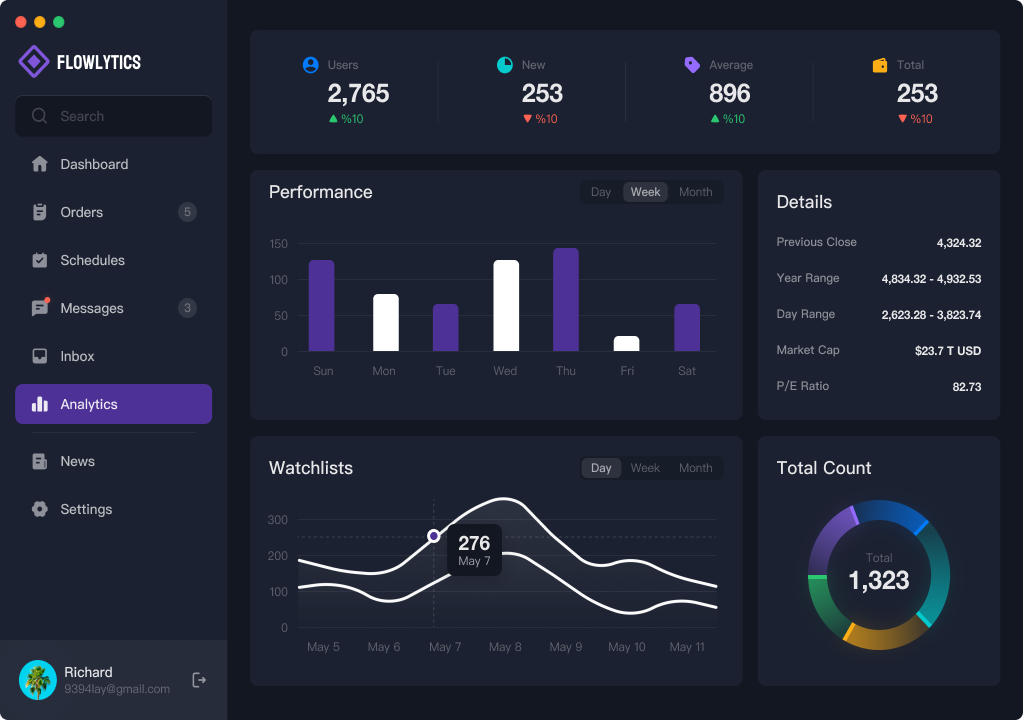 FLOWLYTICS
Search
Dashboard
Orders 5
Schedules
Messages 3
Inbox
Analytics
News
Settings
Richard
9394lay@gmail.com
Users
2,765
%10
New
253
%10
Average
896
%10
Total
253
%10
Performance
Day Week Month
150
100
50
0
Sun Mon Tue Wed Thu Fri Sat
Details
Previous Close 4,324.32
Year Range 4,834.32 - 4,932.53
Day Range 2,623.28 - 3,823.74
Market Cap $23.7 T USD
P/E Ratio 82.73
Watchlists
Day Week Month
300
200
100
0
276
May 7
May 5 May 6 May 7 May 8 May 9 May 10 May 11
Total Count
Total
1,323